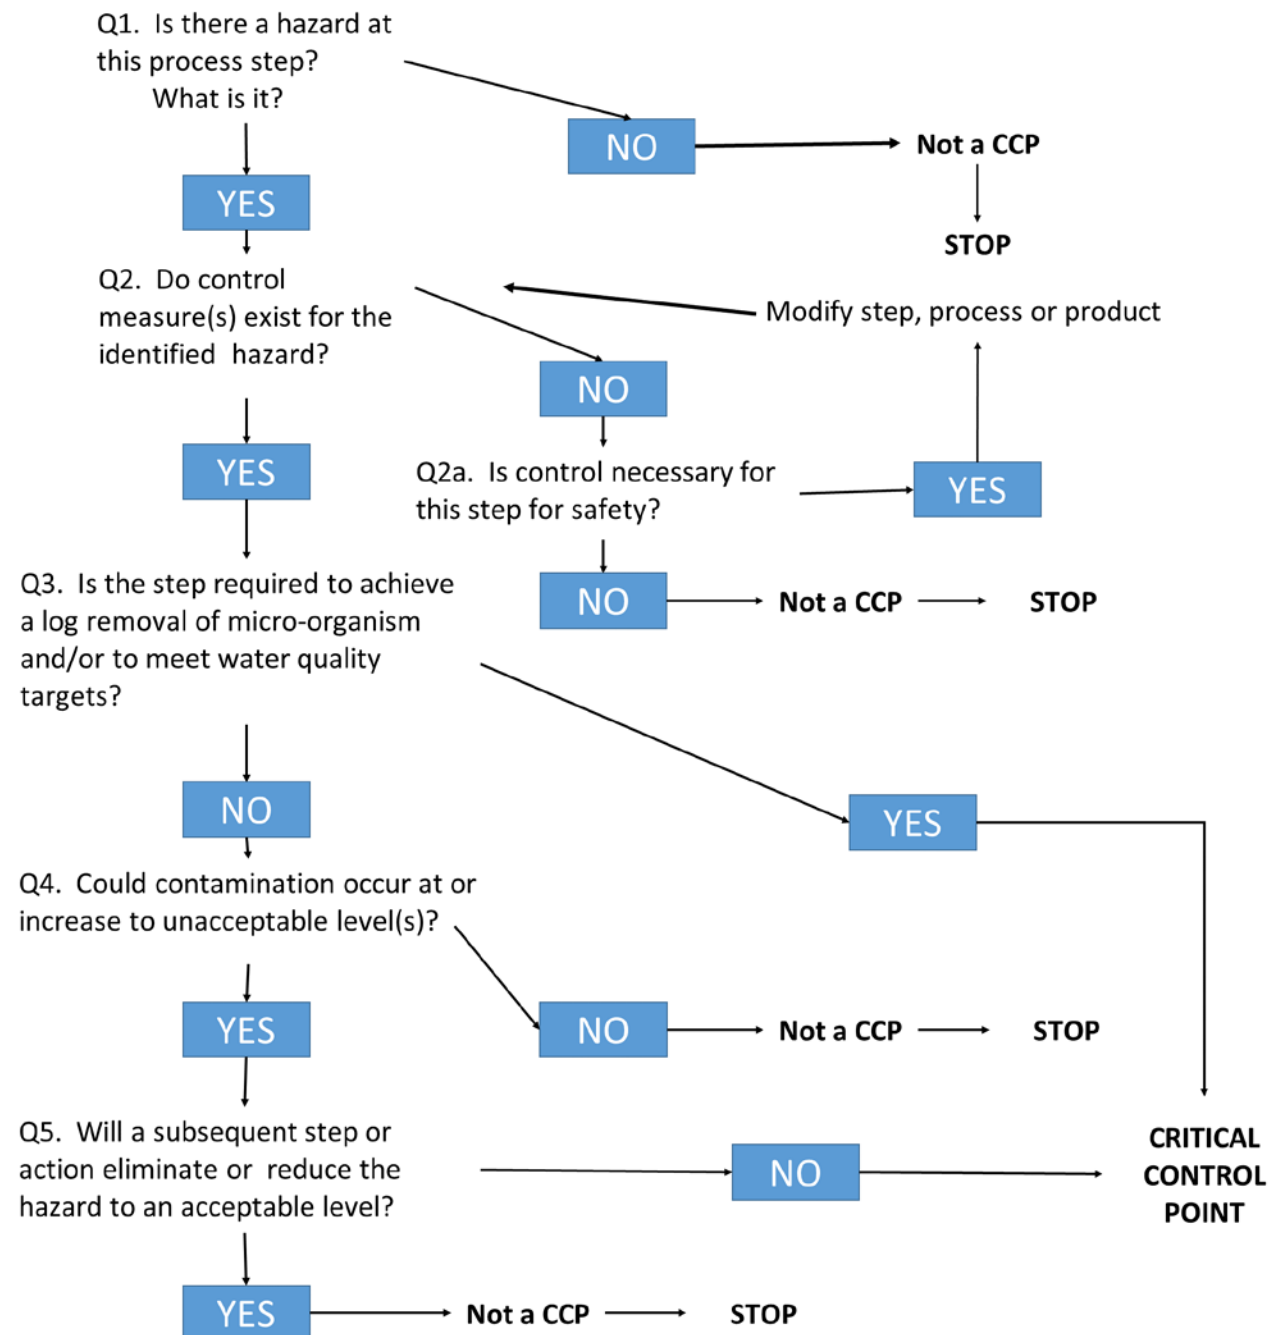 Q1. Is there a hazard at
this process step?
What is it?
NO
Not a CCP
STOP
YES
Q2. Do control
measure(s) exist for the
identified hazard?
Modify step, process or product
NO
YES
Q2a. Is control necessary for
this step for safety?
YES
NO
Not a CCP
STOP
Q3. Is the step required to achieve
a log removal of micro-organism
and/or to meet water quality
targets?
NO
YES
Q4. Could contamination occur at or
increase to unacceptable level(s)?
YES
NO
Not a CCP
STOP
Q5. Will a subsequent step or
action eliminate or reduce the
hazard to an acceptable level?
NO
CRITICAL
CONTROL
POINT
YES
Not a CCP
STOP